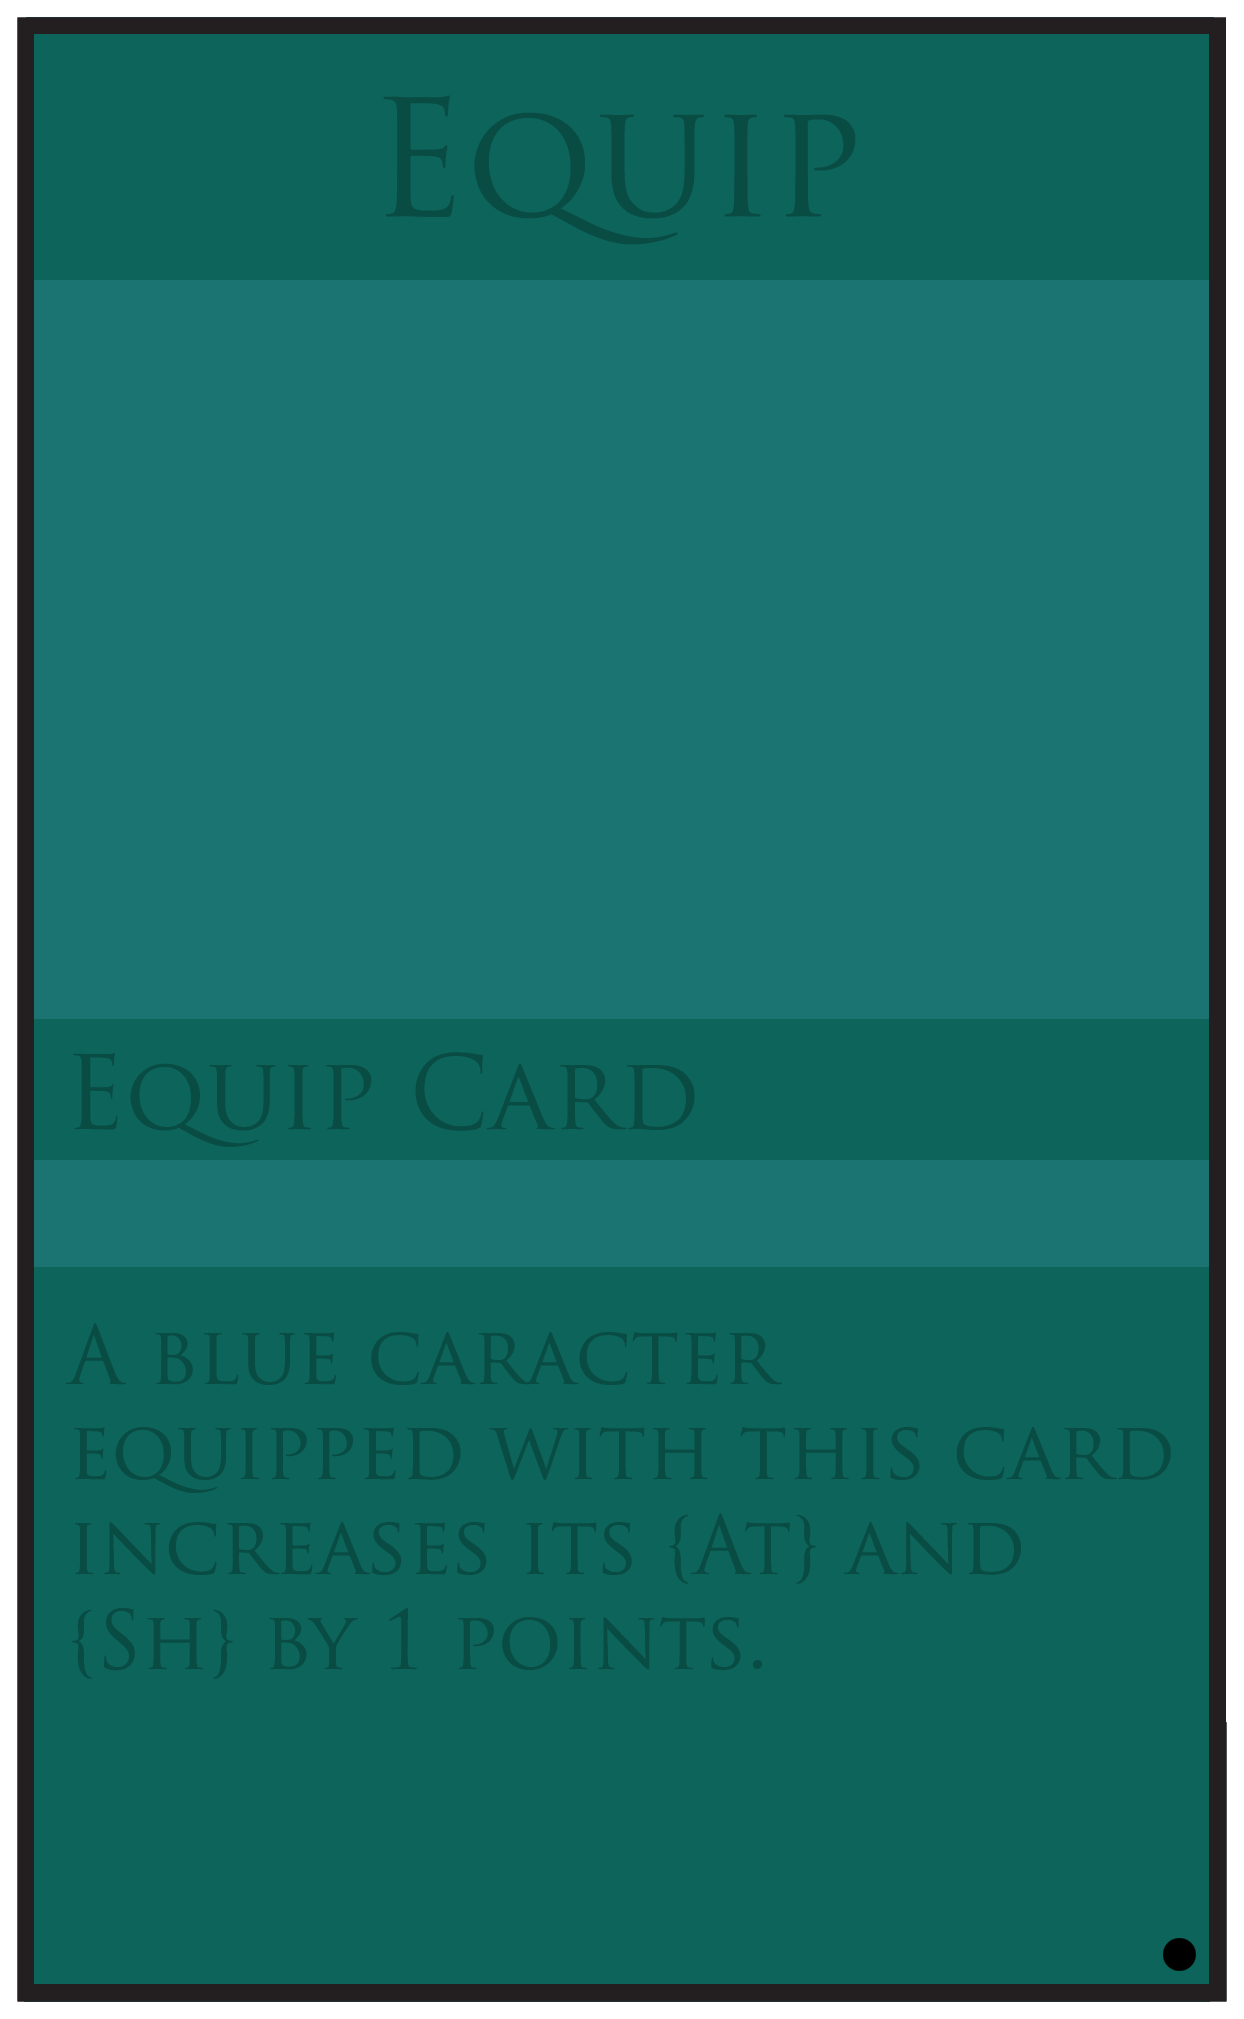 Equip
Equip Card
A blue caracter
equipped with this card
increases its {At} and
{Sh} by 1 points.